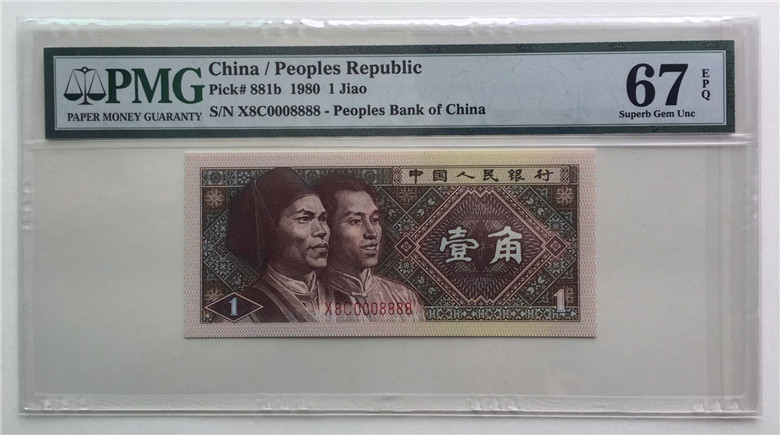 PMG
PAPER MONEY GUARANTY
China / Peoples Republic
Pick# 881b 1980 1 Jiao
S/N X8C0008888 - Peoples Bank of China
67
EPQ
Superb Gem Unc
中国人民银行
壹角
X8C0008888
1
1